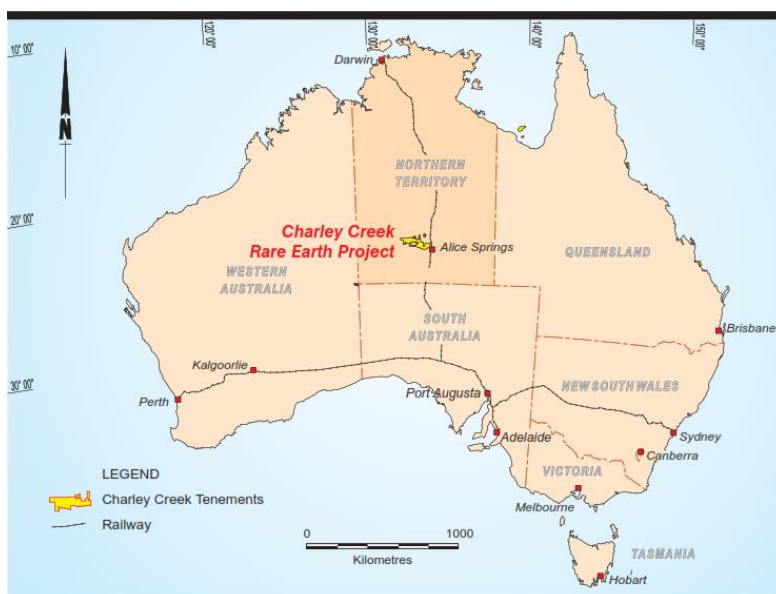 120° 00'
130° 00'
140° 00'
150° 00'
10° 00'
Darwin
N
NORTHERN
TERRITORY
20° 00'
Charley Creek
Rare Earth Project
Alice Springs
QUEENSLAND
WESTERN
AUSTRALIA
SOUTH
AUSTRALIA
Brisbane
Kalgoorlie
30° 00'
Perth
Port Augusta
NEW SOUTH WALES
Adelaide
Sydney
Canberra
VICTORIA
Melbourne
LEGEND
Charley Creek Tenements
Railway
0
1000
Kilometres
TASMANIA
Hobart